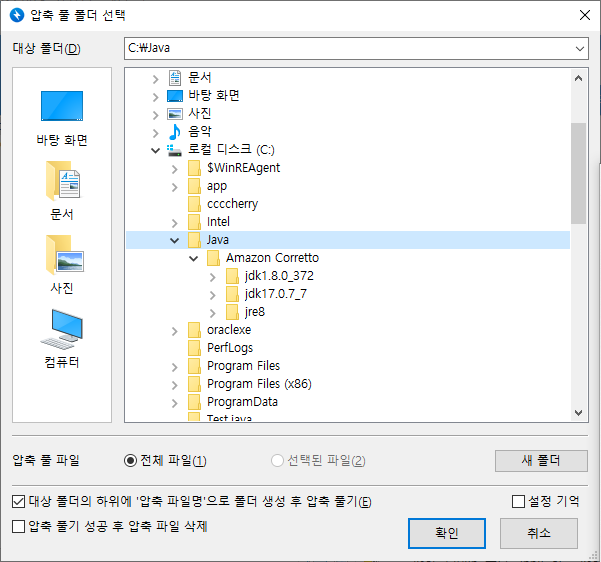 압축 풀 폴더 선택
대상 폴더(D)
C:\Java
바탕 화면
문서
사진
컴퓨터
문서
바탕 화면
사진
음악
로컬 디스크 (C:)
$WinREAgent
app
ccccherry
Intel
Java
Amazon Corretto
jdk1.8.0_372
jdk17.0.7_7
jre8
oraclexe
PerfLogs
Program Files
Program Files (x86)
ProgramData
Test.java
압축 풀 파일
전체 파일(1)
선택된 파일(2)
새 폴더
대상 폴더의 하위에 '압축 파일명'으로 폴더 생성 후 압축 풀기(E)
설정 기억
압축 풀기 성공 후 압축 파일 삭제
확인
취소